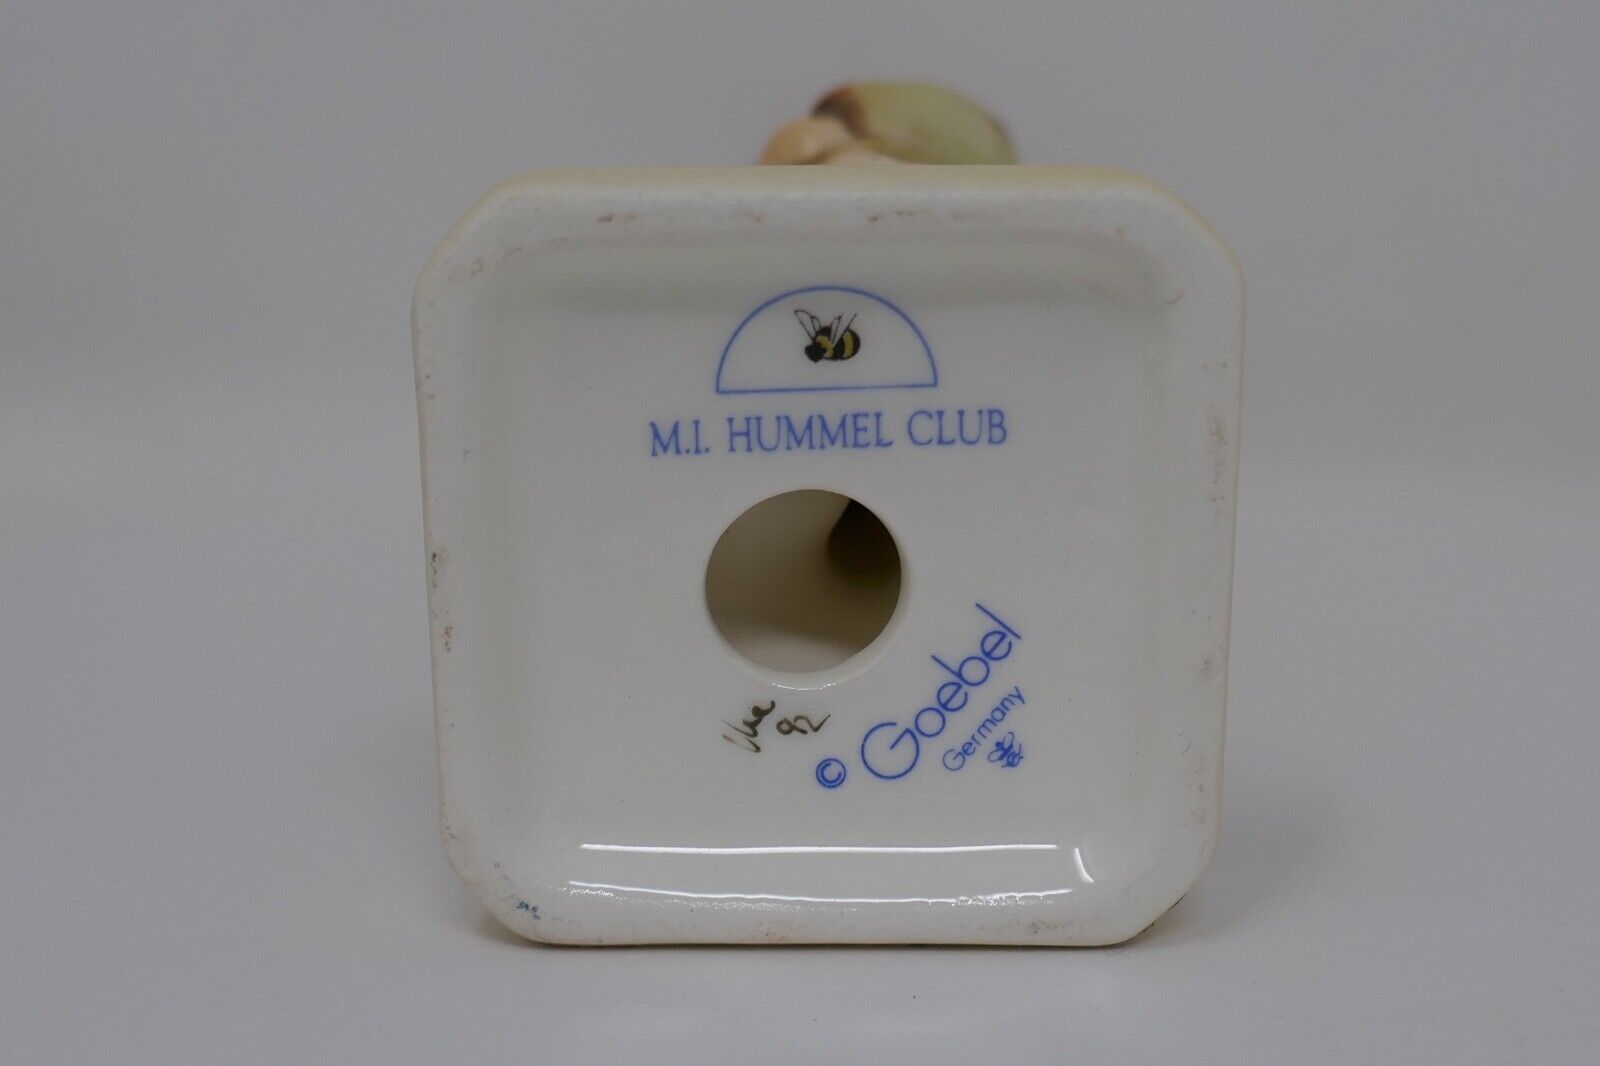 M.I. HUMMEL CLUB
92
© Goebel
Germany